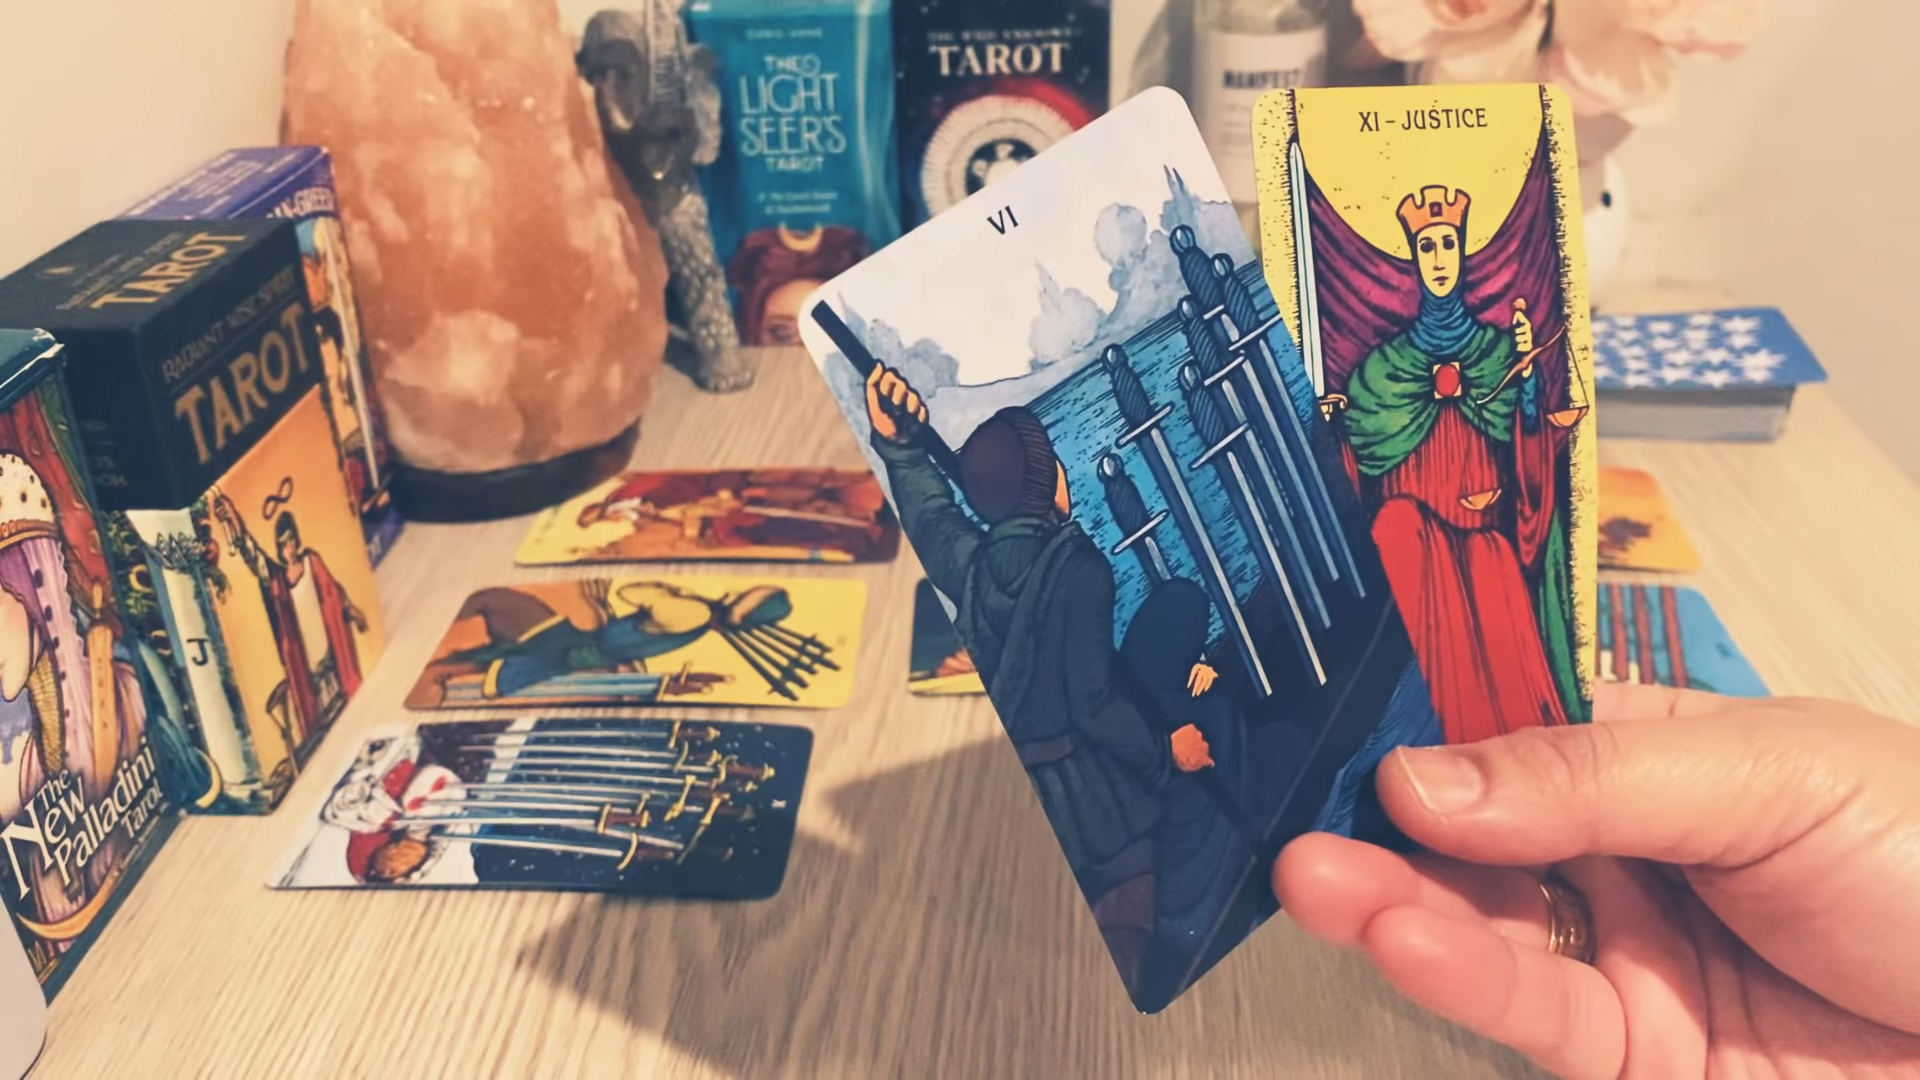 THE
LIGHT
SEER'S
TAROT
THE WILD UNKNOWN
TAROT
MANIFEST
VI
XI - JUSTICE
TAROT
RADIANT WISE SPIRIT
TAROT
J
The
New
Palladini
Tarot
X